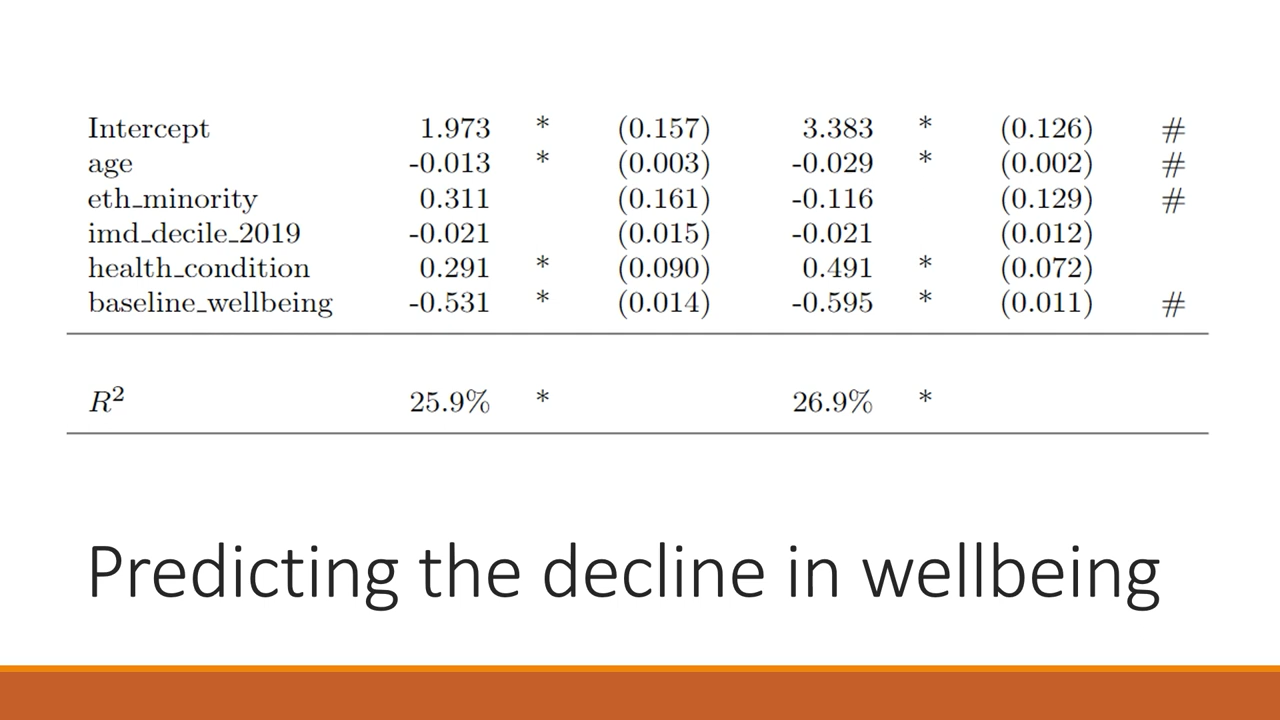 Intercept 1.973 * (0.157) 3.383 * (0.126) #
age -0.013 * (0.003) -0.029 * (0.002) #
eth_minority 0.311 (0.161) -0.116 (0.129) #
imd_decile_2019 -0.021 (0.015) -0.021 (0.012)
health_condition 0.291 * (0.090) 0.491 * (0.072)
baseline_wellbeing -0.531 * (0.014) -0.595 * (0.011) #
R² 25.9% * 26.9% *
Predicting the decline in wellbeing